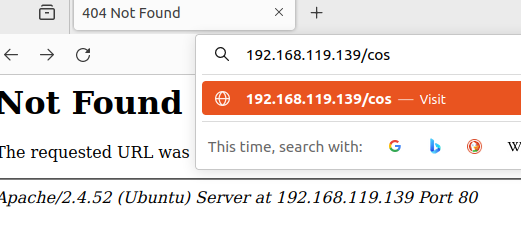 404 Not Found
192.168.119.139/cos
192.168.119.139/cos — Visit
Not Found
This time, search with:
The requested URL was
Apache/2.4.52 (Ubuntu) Server at 192.168.119.139 Port 80